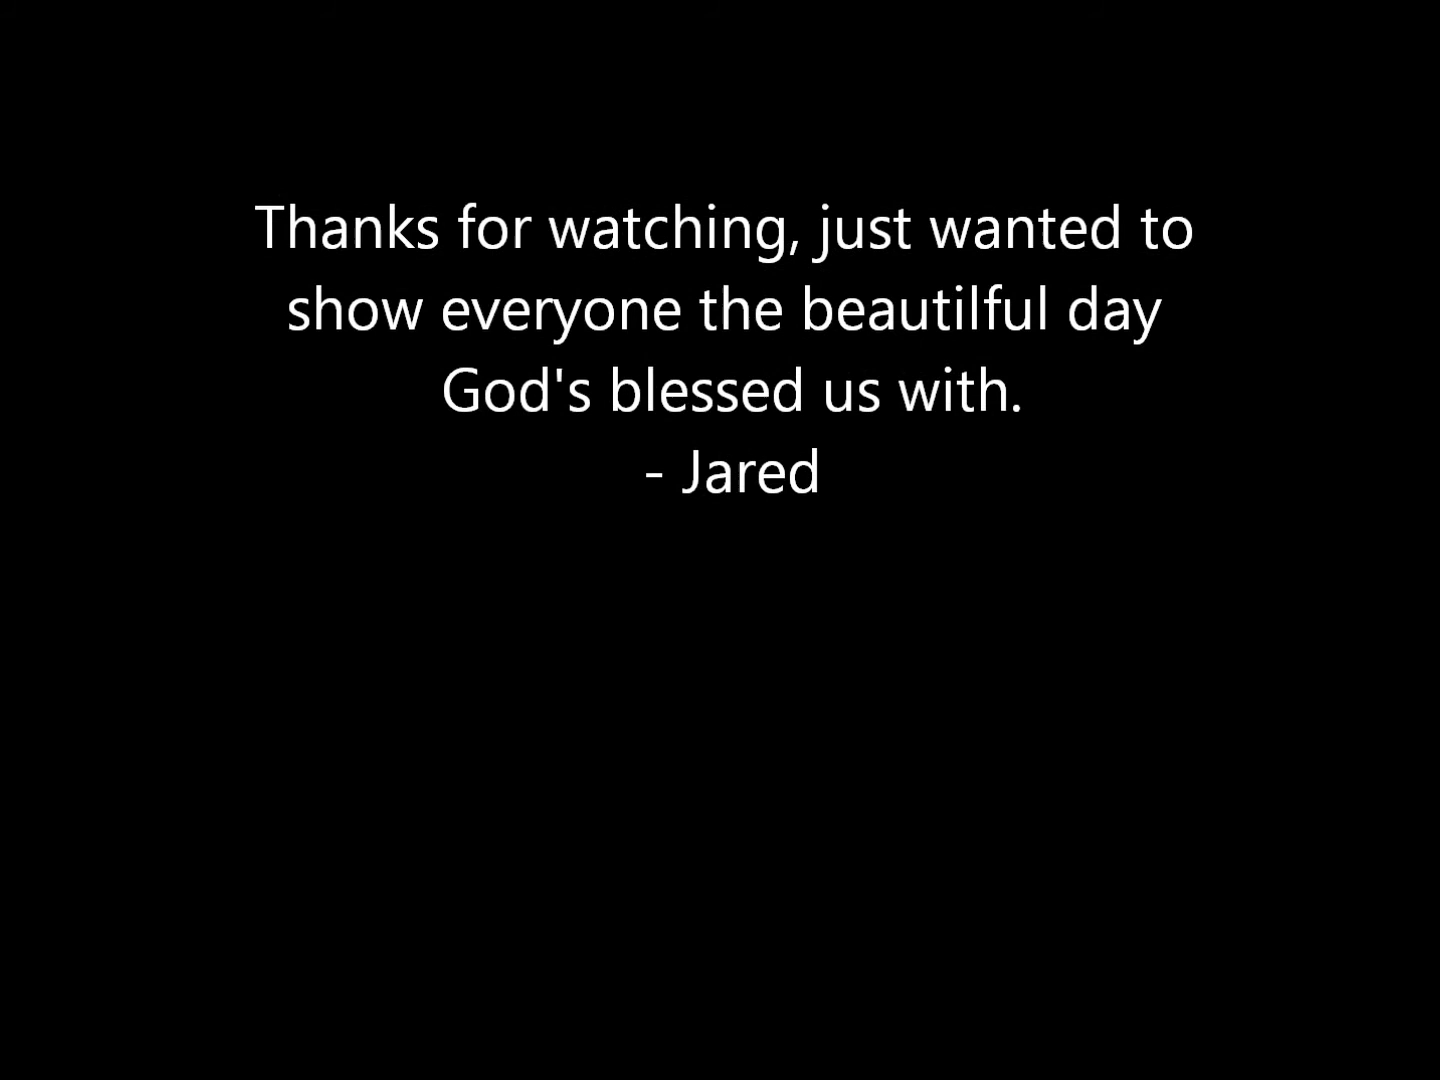 Thanks for watching, just wanted to
show everyone the beautilful day
God's blessed us with.
- Jared